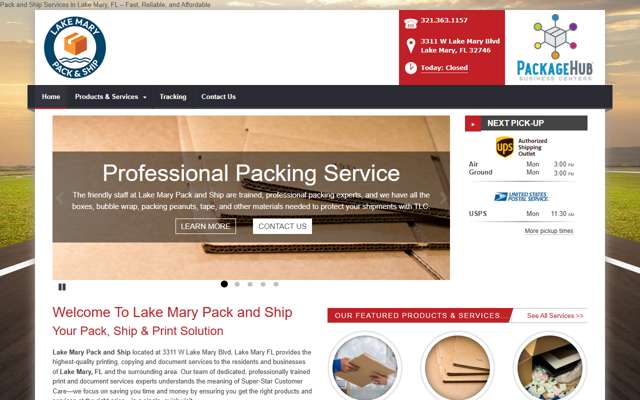 Pack and Ship Services in Lake Mary, FL – Fast, Reliable, and Affordable
LAKE MARY
PACK & SHIP
321.363.1157
3311 W Lake Mary Blvd
Lake Mary, FL 32746
Today: Closed
PACKAGEHUB
BUSINESS CENTERS
Home
Products & Services
Tracking
Contact Us
Professional Packing Service
The friendly staff at Lake Mary Pack and Ship are trained, professional packing experts, and we have all the
boxes, bubble wrap, packing peanuts, tape, and other materials needed to protect your shipments with TLC.
LEARN MORE
CONTACT US
NEXT PICK-UP
ups
Authorized
Shipping
Outlet
Air Mon 3:00 PM
Ground Mon 3:00 PM
UNITED STATES
POSTAL SERVICE
USPS Mon 11:30 AM
More pickup times
Welcome To Lake Mary Pack and Ship
Your Pack, Ship & Print Solution
Lake Mary Pack and Ship located at 3311 W Lake Mary Blvd, Lake Mary FL provides the
highest-quality printing, copying and document services to the residents and businesses
of Lake Mary, FL and the surrounding area. Our team of dedicated, professionally trained
print and document services experts understands the meaning of Super-Star Customer
Care—we focus on saving you time and money by ensuring you get the right products and
OUR FEATURED PRODUCTS & SERVICES...
See All Services >>